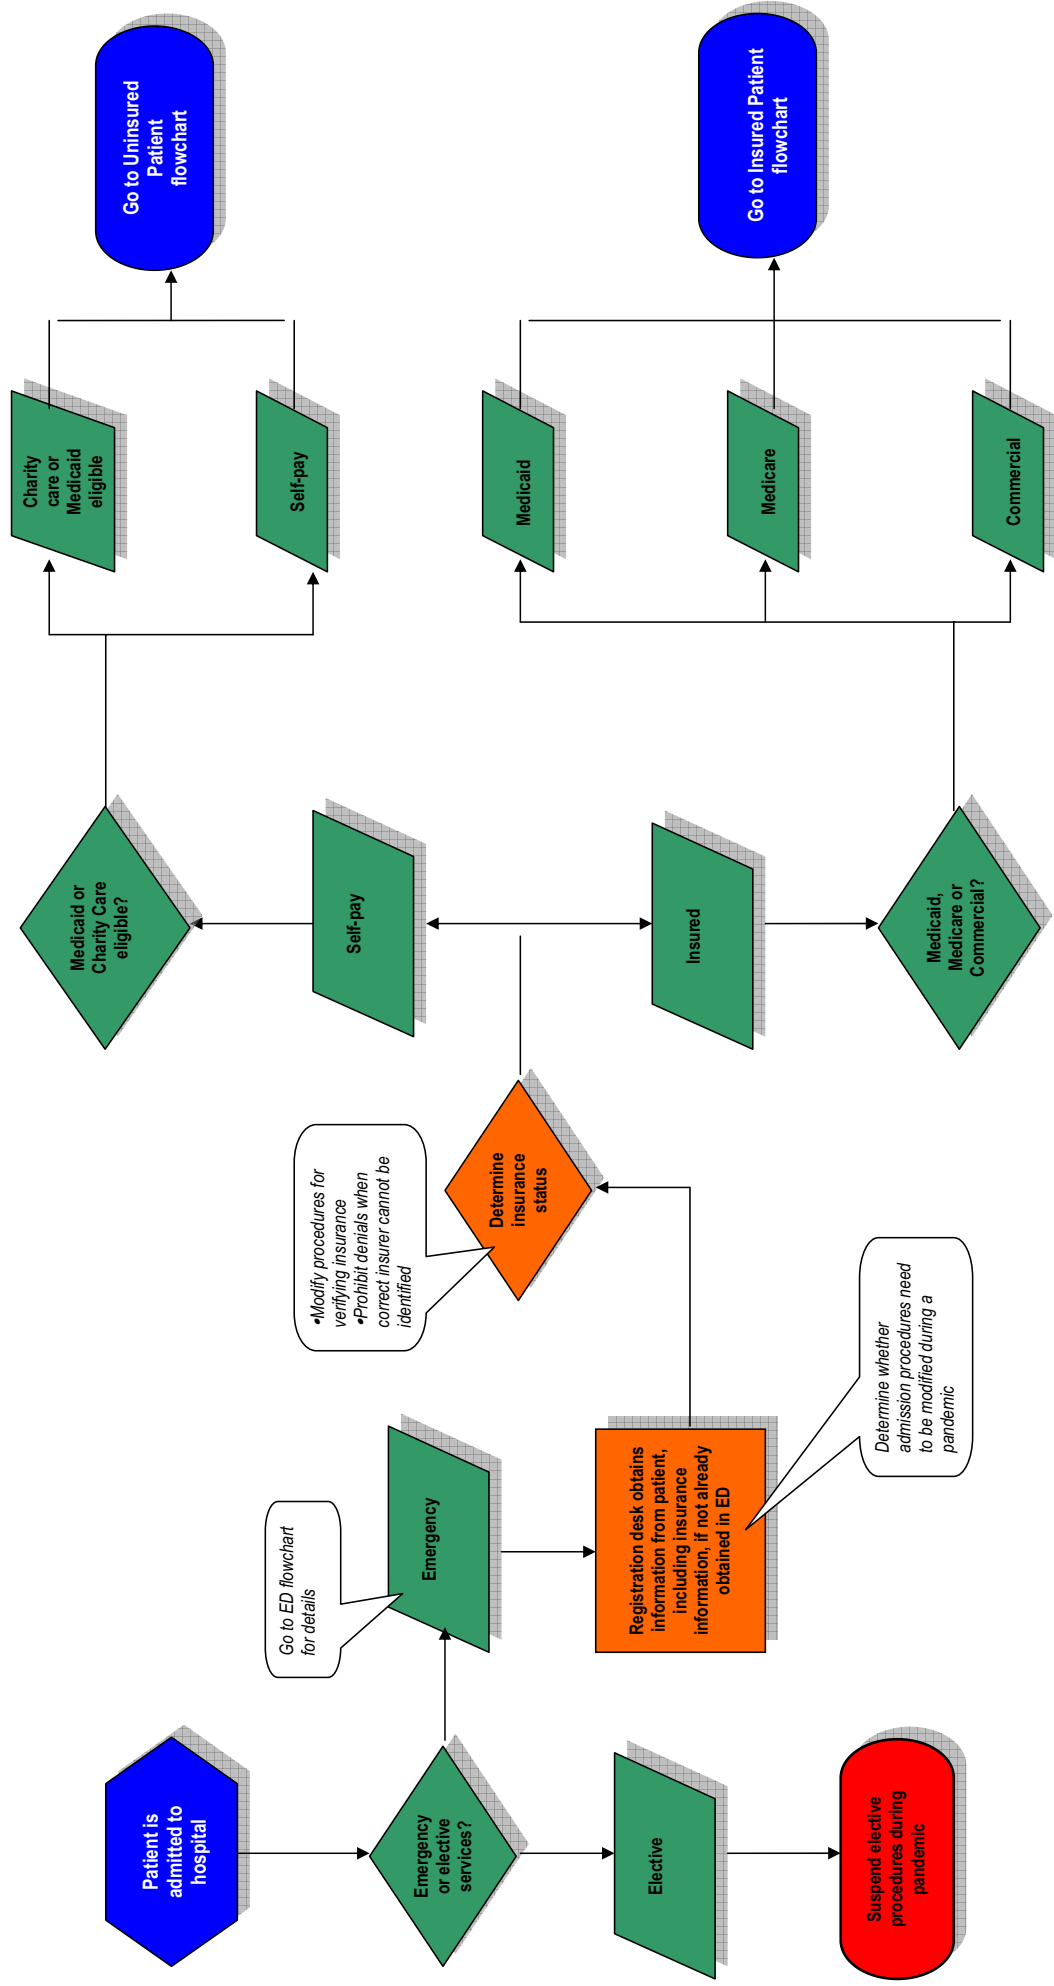 Patient is
admitted to
hospital
Emergency
or elective
services?
Elective
Suspend elective
procedures during
pandemic
Go to ED flowchart
for details
Emergency
Registration desk obtains
information from patient,
including insurance
information, if not already
obtained in ED
Determine whether
admission procedures need
to be modified during a
pandemic
•Modify procedures for
verifying insurance
•Prohibit denials when
correct insurer cannot be
identified
Determine
insurance
status
Medicaid or
Charity Care
eligible?
Self-pay
Insured
Medicaid,
Medicare or
Commercial?
Charity
care or
Medicaid
eligible
Self-pay
Medicaid
Medicare
Commercial
Go to Uninsured
Patient
flowchart
Go to Insured Patient
flowchart